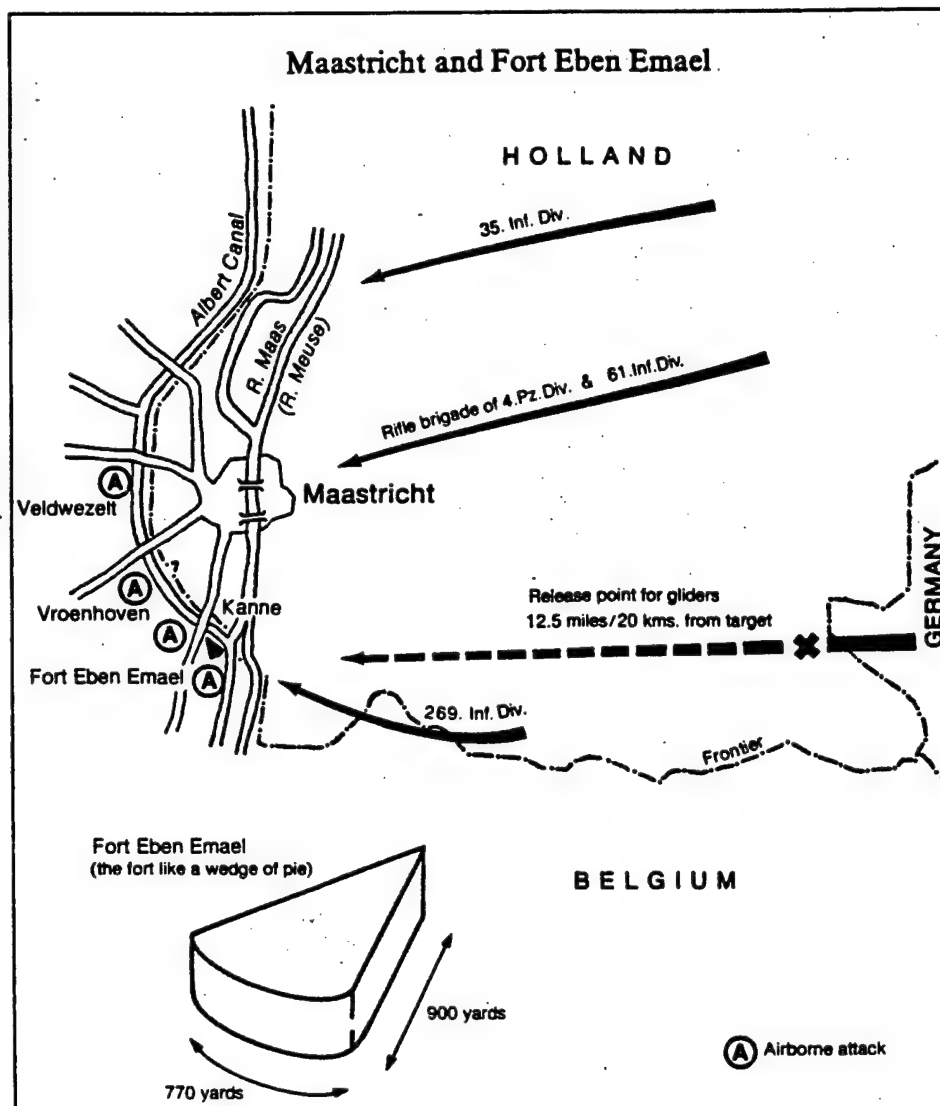 Maastricht and Fort Eben Emael
HOLLAND
35. Inf. Div.
Albert Canal
R. Maas
(R. Meuse)
Rifle brigade of 4.Pz.Div. & 61.Inf.Div.
A
Maastricht
Veldwezelt
GERMANY
?
A
Vroenhoven
Kanne
Release point for gliders
12.5 miles/20 kms. from target
A
Fort Eben Emael
A
269. Inf. Div.
Frontier
Fort Eben Emael
(the fort like a wedge of pie)
BELGIUM
900 yards
770 yards
A Airborne attack